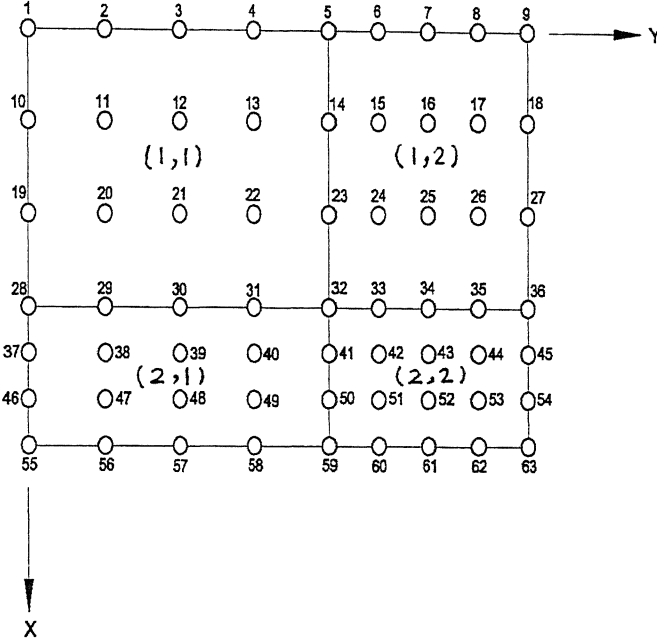 1 2 3 4 5 6 7 8 9
Y
10 11 12 13 14 15 16 17 18
(1,1) (1,2)
19 20 21 22 23 24 25 26 27
28 29 30 31 32 33 34 35 36
37 38 39 40 41 42 43 44 45
(2,1) (2,2)
46 47 48 49 50 51 52 53 54
55 56 57 58 59 60 61 62 63
X